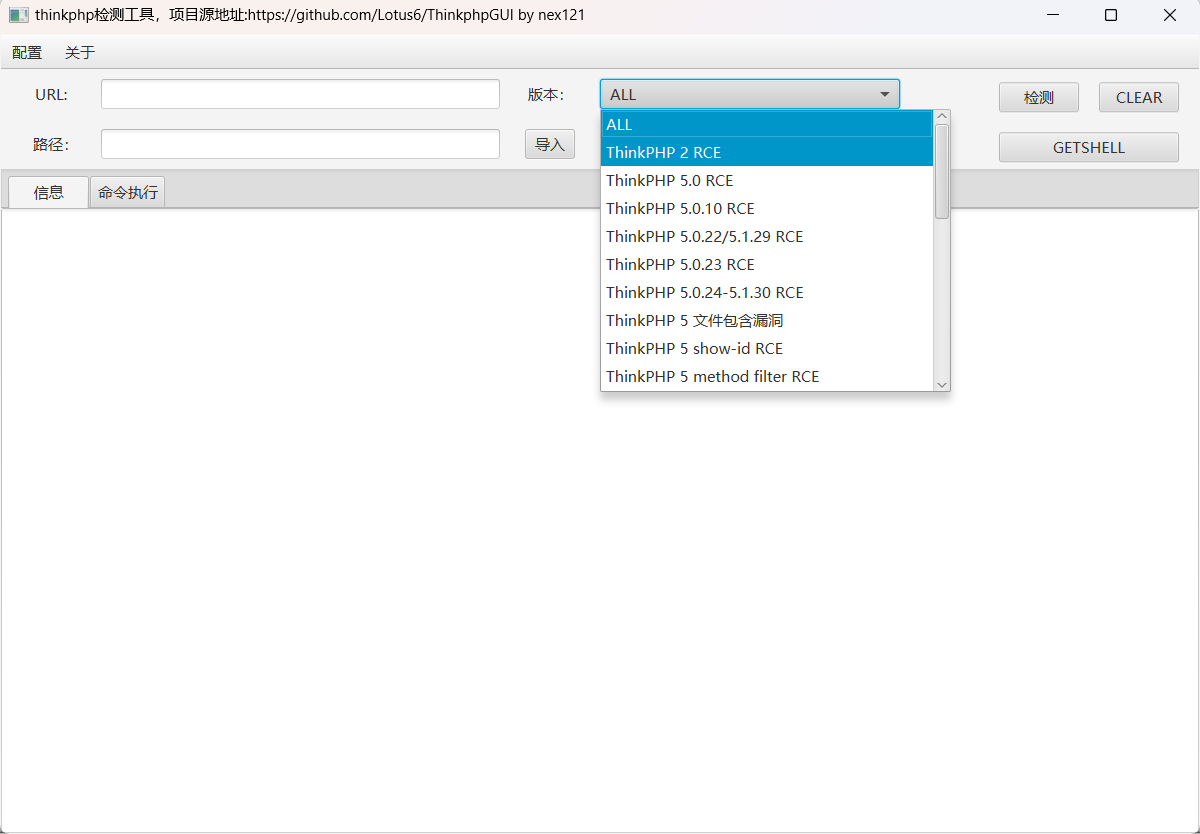 thinkphp检测工具，项目源地址:https://github.com/Lotus6/ThinkphpGUI by nex121
配置 关于
URL: 版本： ALL 检测 CLEAR
路径： 导入 GETSHELL
信息 命令执行
ALL
ThinkPHP 2 RCE
ThinkPHP 5.0 RCE
ThinkPHP 5.0.10 RCE
ThinkPHP 5.0.22/5.1.29 RCE
ThinkPHP 5.0.23 RCE
ThinkPHP 5.0.24-5.1.30 RCE
ThinkPHP 5 文件包含漏洞
ThinkPHP 5 show-id RCE
ThinkPHP 5 method filter RCE